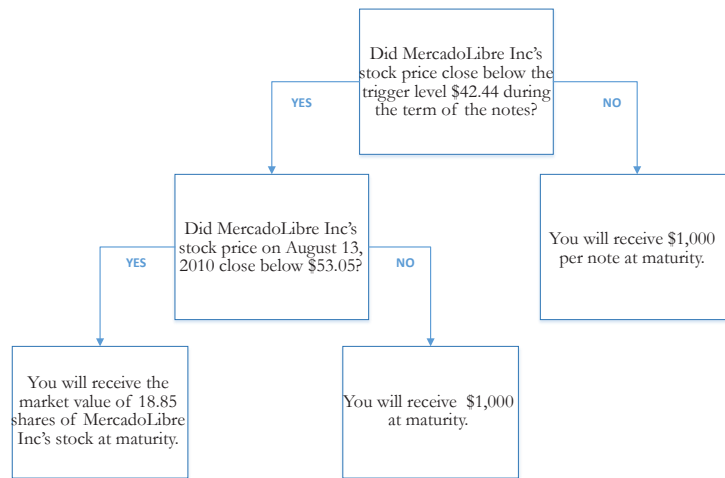 Did MercadoLibre Inc's
stock price close below the
trigger level $42.44 during
the term of the notes?
YES
NO
Did MercadoLibre Inc's
stock price on August 13,
2010 close below $53.05?
You will receive $1,000
per note at maturity.
YES
NO
You will receive the
market value of 18.85
shares of MercadoLibre
Inc's stock at maturity.
You will receive $1,000
at maturity.